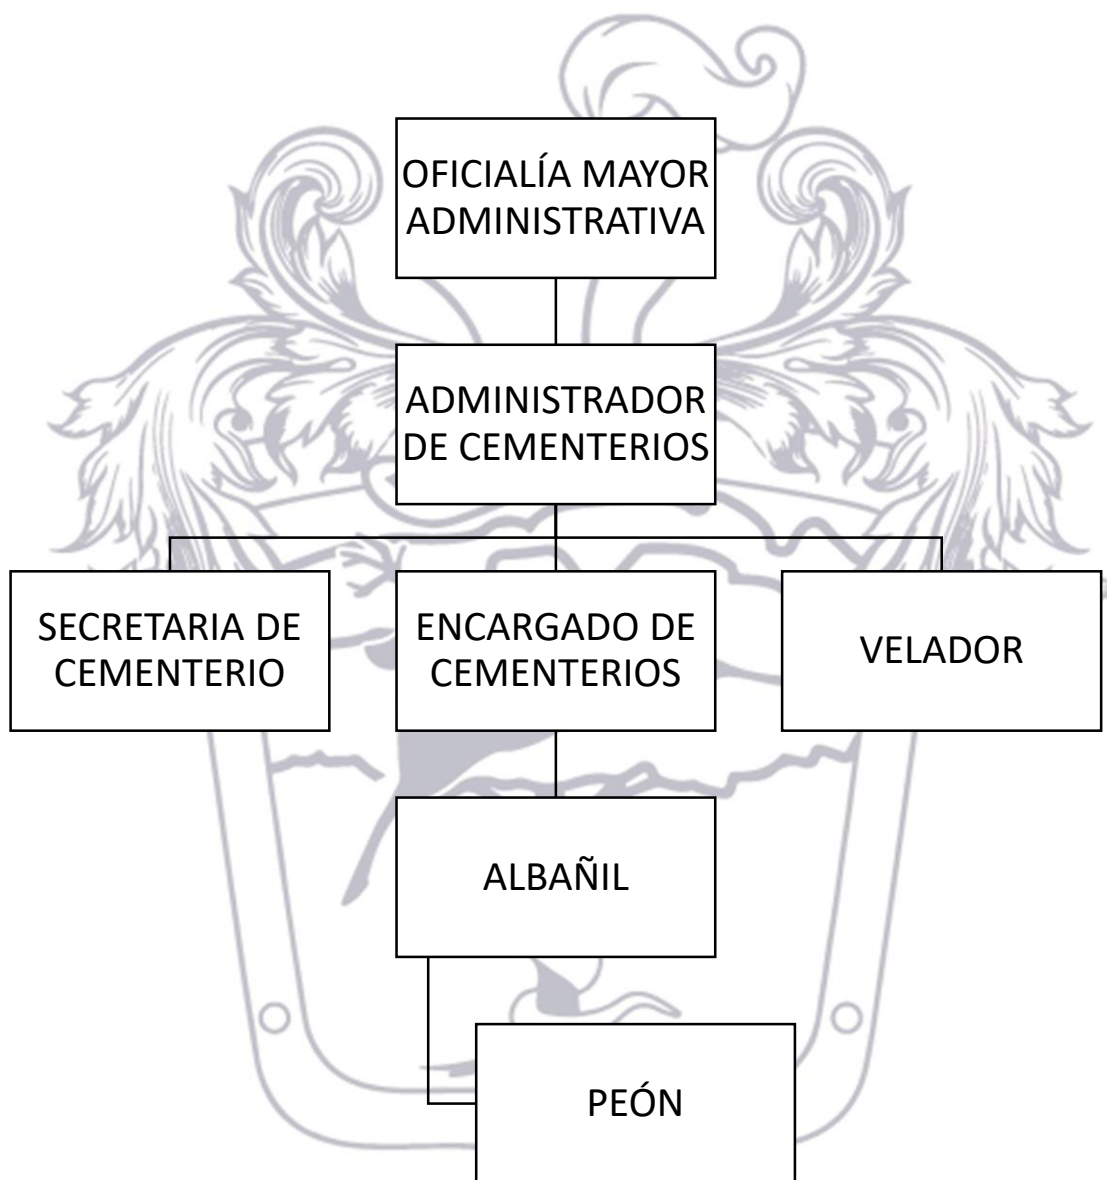 OFICIALÍA MAYOR
ADMINISTRATIVA
ADMINISTRADOR
DE CEMENTERIOS
SECRETARIA DE
CEMENTERIO
ENCARGADO DE
CEMENTERIOS
VELADOR
ALBAÑIL
PEÓN